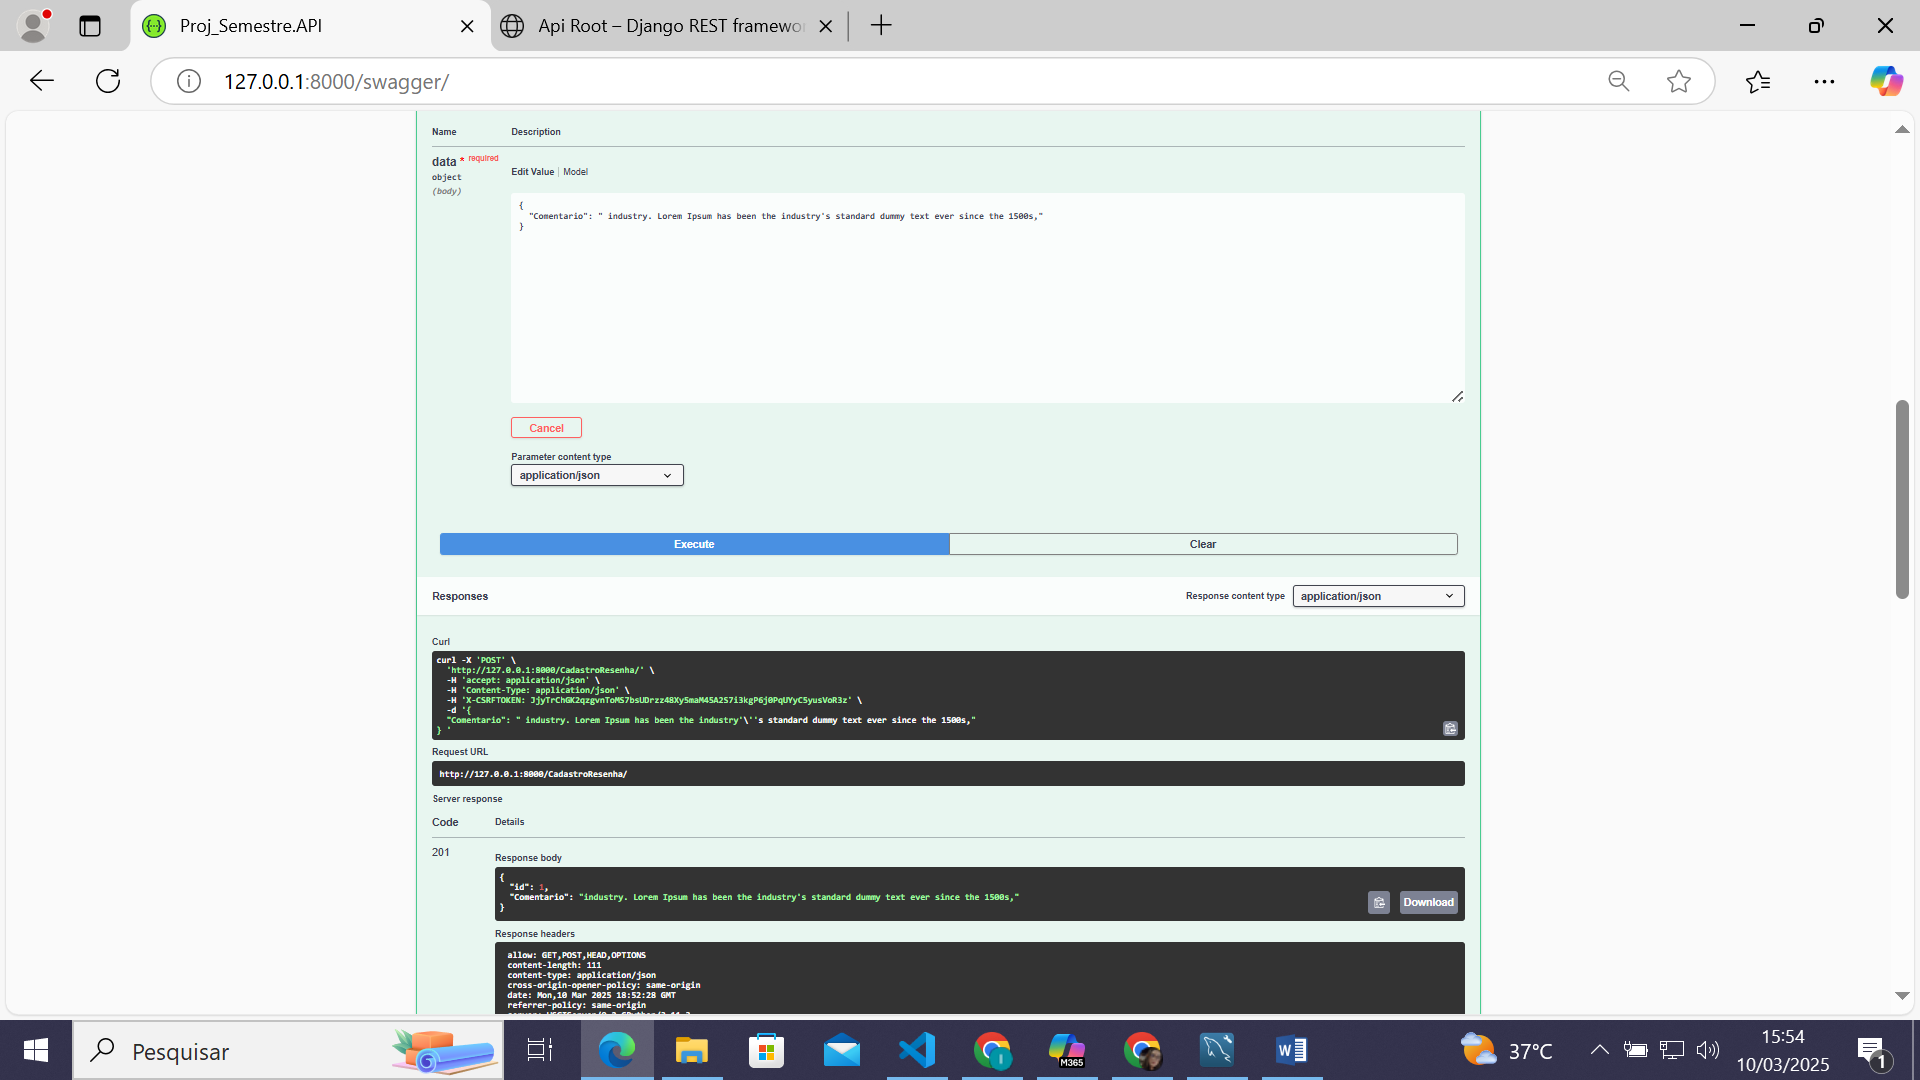 Proj_Semestre.API
Api Root – Django REST framewo
127.0.0.1:8000/swagger/
Name Description
data * required
object
(body)
Edit Value | Model
{
"Comentario": " industry. Lorem Ipsum has been the industry's standard dummy text ever since the 1500s,"
}
Cancel
Parameter content type
application/json
Execute Clear
Responses Response content type application/json
Curl
curl -X 'POST' \
'http://127.0.0.1:8000/CadastroResenha/' \
-H 'accept: application/json' \
-H 'Content-Type: application/json' \
-H 'X-CSRFTOKEN: JjyTrChGK2qzgvnToMS7bsUDrzz48Xy5maM45A2S7i3kgP6j0PqUYyC5yusVoR3z' \
-d '{
"Comentario": " industry. Lorem Ipsum has been the industry'\''s standard dummy text ever since the 1500s,"
} '
Request URL
http://127.0.0.1:8000/CadastroResenha/
Server response
Code Details
201
Response body
{
"id": 1,
"Comentario": "industry. Lorem Ipsum has been the industry's standard dummy text ever since the 1500s,"
}
Download
Response headers
allow: GET,POST,HEAD,OPTIONS
content-length: 111
content-type: application/json
cross-origin-opener-policy: same-origin
date: Mon,10 Mar 2025 18:52:28 GMT
referrer-policy: same-origin
Pesquisar
M365
37°C
15:54
10/03/2025
1